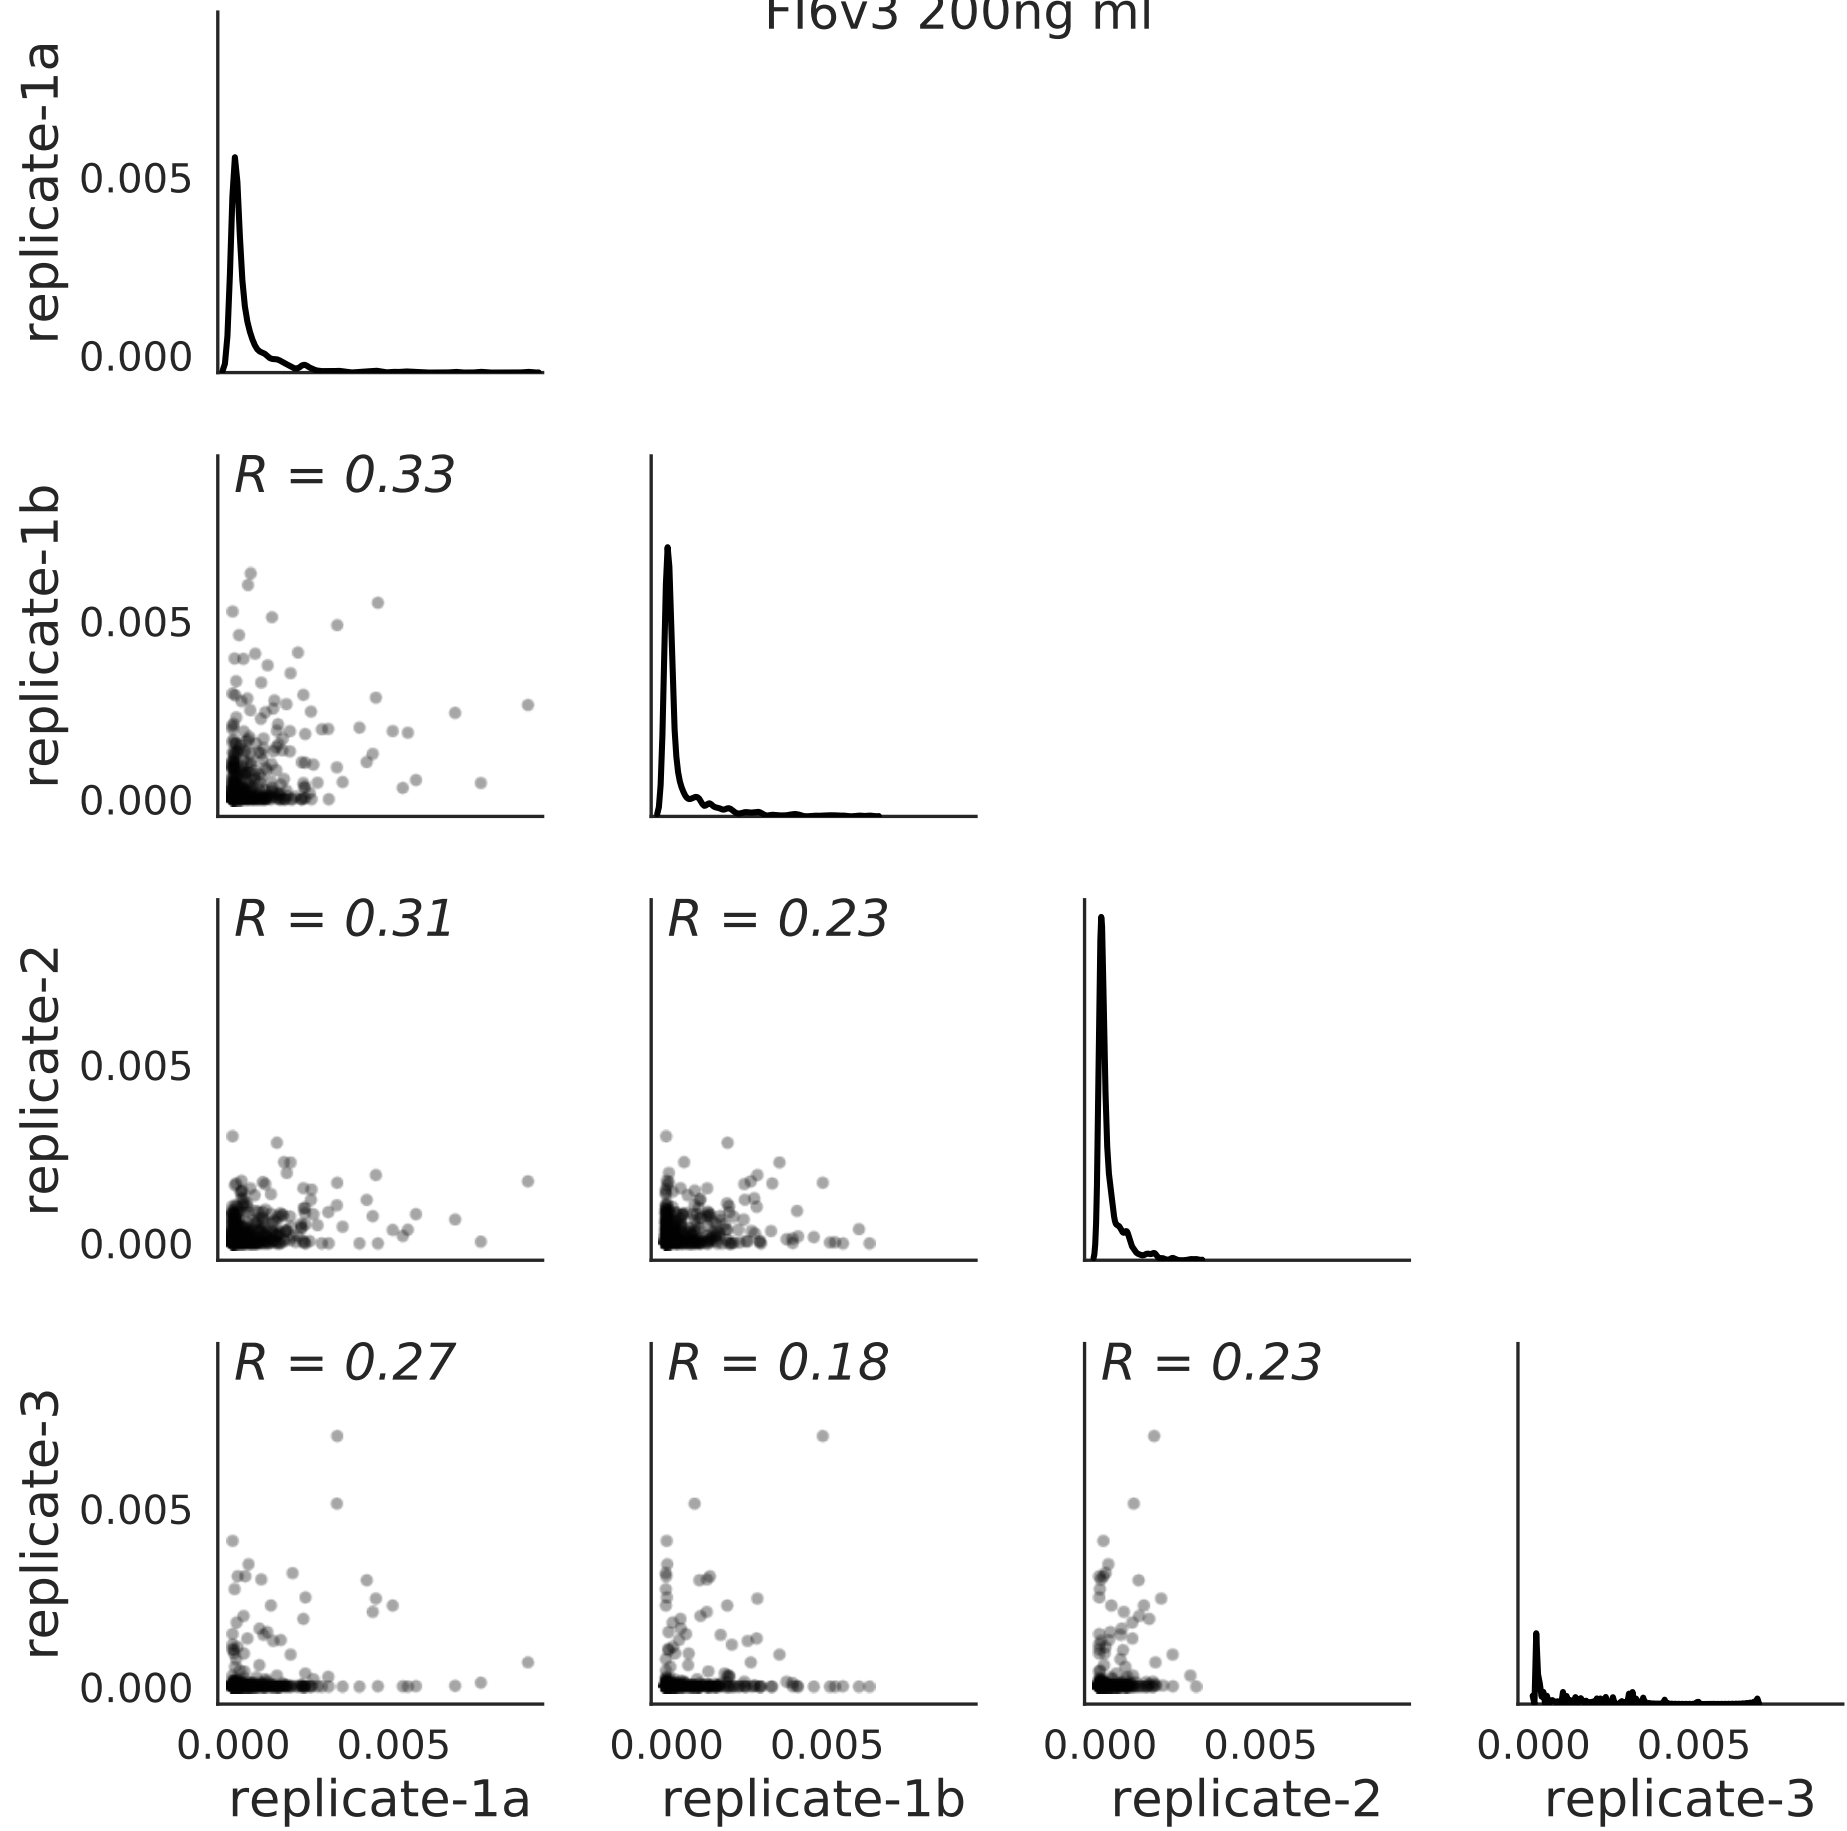 FI6v3 200ng ml
replicate-1a
0.005
0.000
replicate-1b
0.005
0.000
R = 0.33
replicate-2
0.005
0.000
R = 0.31
R = 0.23
replicate-3
0.005
0.000
R = 0.27
R = 0.18
R = 0.23
0.000 0.005
0.000 0.005
0.000 0.005
0.000 0.005
replicate-1a
replicate-1b
replicate-2
replicate-3